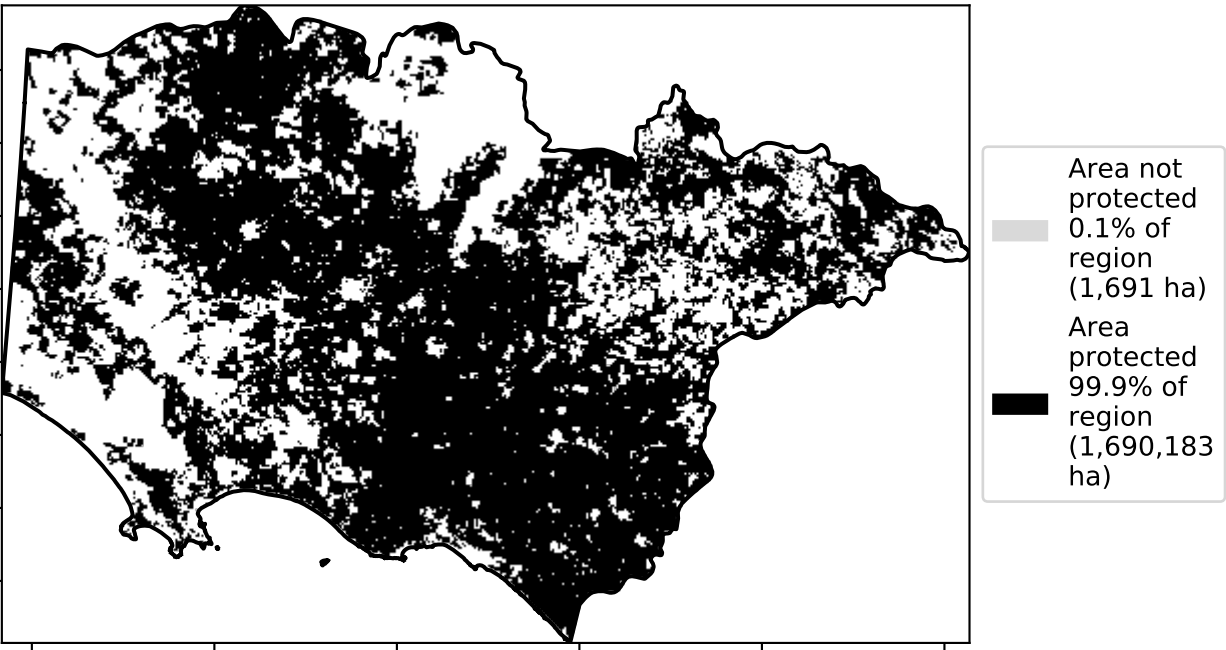 Area not
protected
0.1% of
region
(1,691 ha)
Area
protected
99.9% of
region
(1,690,183
ha)